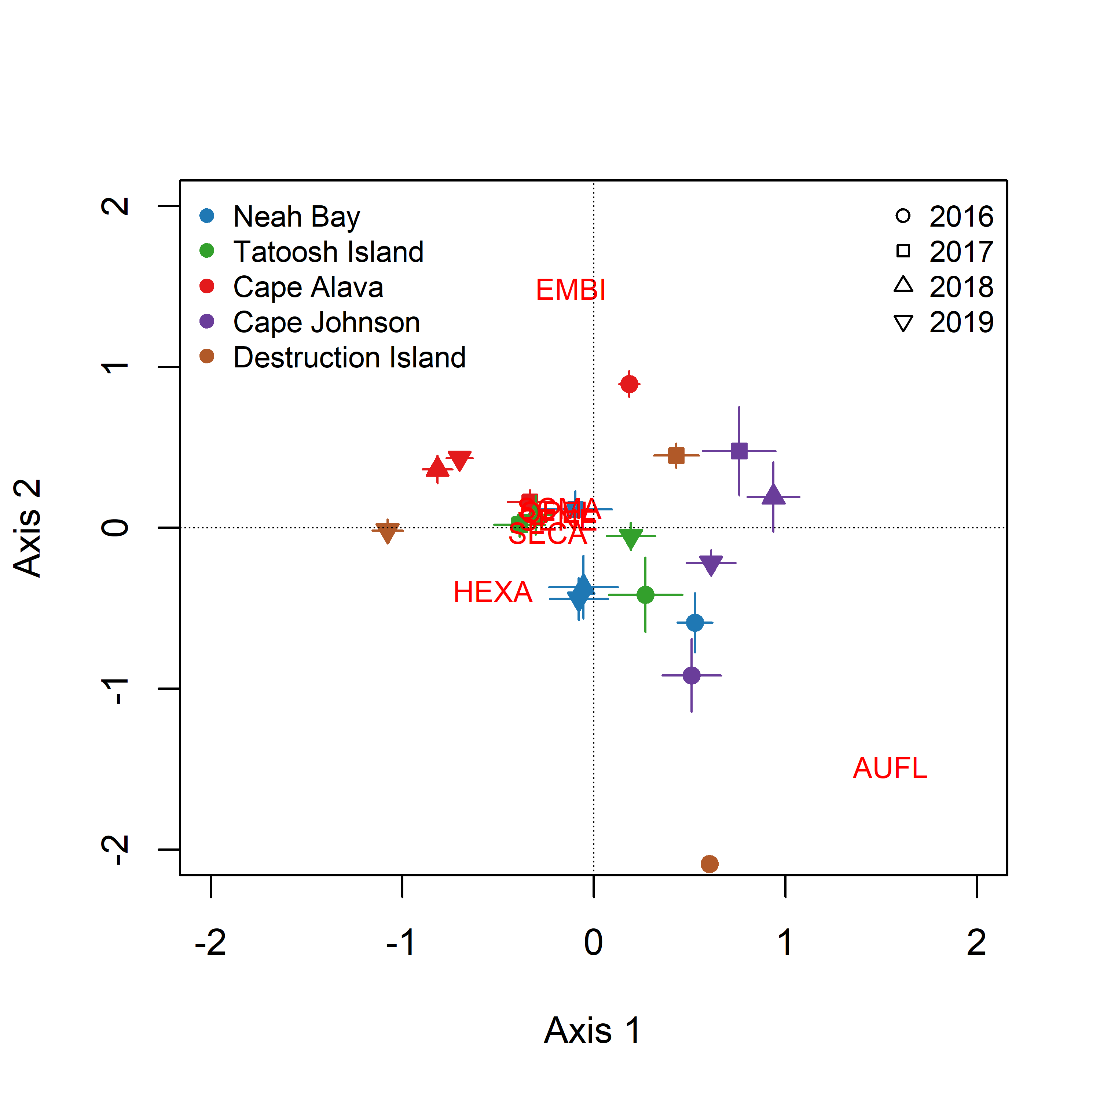 2
1
0
-1
-2
Axis 2
Neah Bay
Tatoosh Island
Cape Alava
Cape Johnson
Destruction Island
2016
2017
2018
2019
EMBI
SECA
HEXA
AUFL
-2
-1
0
1
2
Axis 1